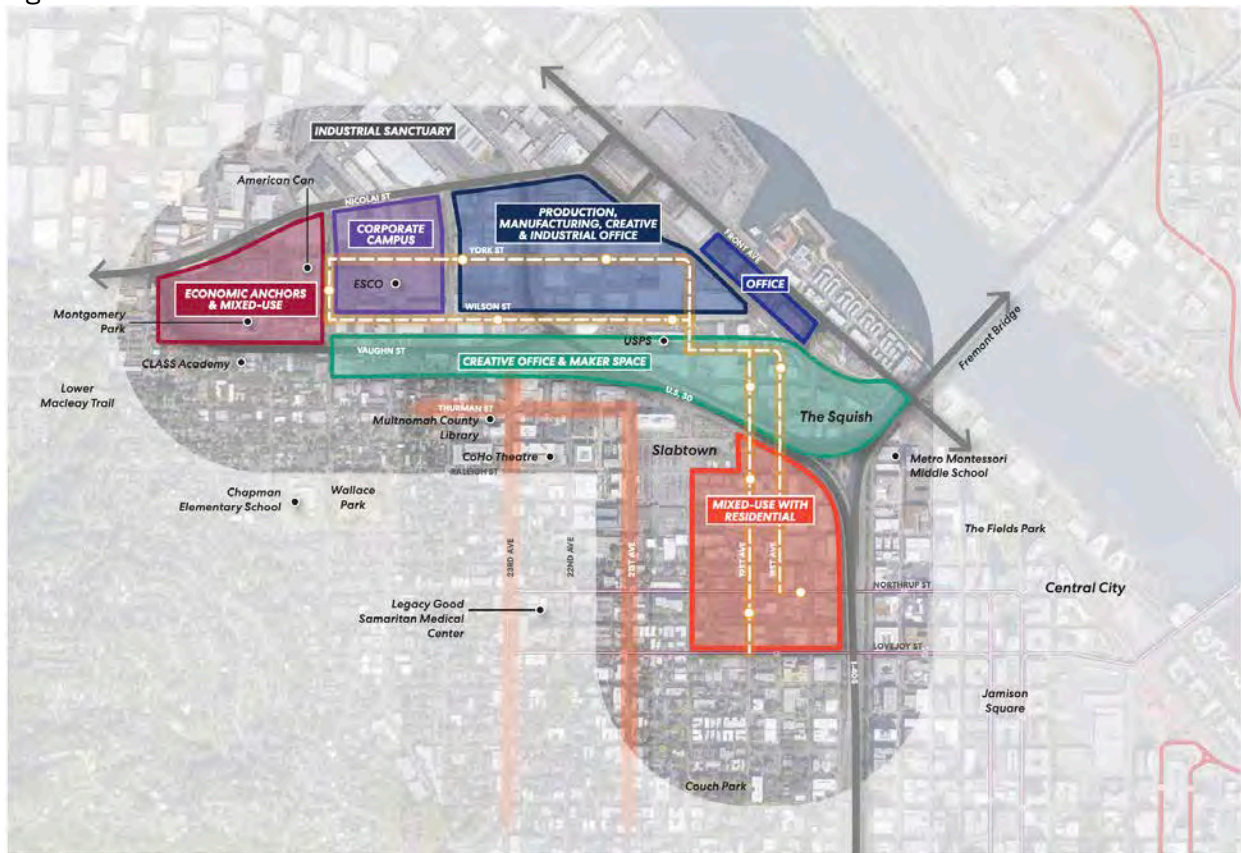 INDUSTRIAL SANCTUARY
American Can
NICOLAI ST
CORPORATE
CAMPUS
PRODUCTION,
MANUFACTURING, CREATIVE
& INDUSTRIAL OFFICE
FRONT AVE
YORK ST
OFFICE
ESCO
ECONOMIC ANCHORS
& MIXED-USE
WILSON ST
Montgomery
Park
USPS
Fremont Bridge
VAUGHN ST
CREATIVE OFFICE & MAKER SPACE
CLASS Academy
Lower
Macleay Trail
U.S. 30
THURMAN ST
The Squish
Multnomah County
Library
Slabtown
CoHo Theatre
RALEIGH ST
Metro Montessori
Middle School
Chapman
Elementary School
Wallace
Park
MIXED-USE WITH
RESIDENTIAL
The Fields Park
23RD AVE
22ND AVE
21ST AVE
19ST AVE
NORTHRUP ST
Central City
Legacy Good
Samaritan Medical
Center
LOVEJOY ST
I-405
Jamison
Square
Couch Park